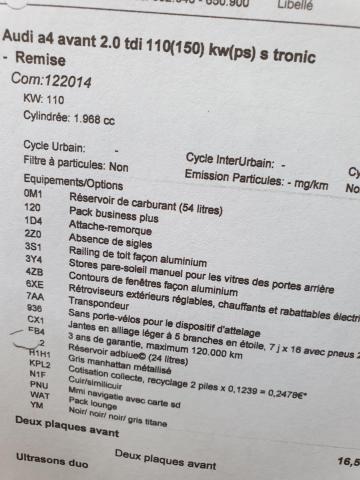 Libellé
Audi a4 avant 2.0 tdi 110(150) kw(ps) s tronic
- Remise
Com:122014
KW: 110
Cylindrée: 1.968 cc
Cycle Urbain: - Cycle InterUrbain: - Cy
Filtre à particules: Non Emission Particules: - mg/km No
Equipements/Options
0M1 Réservoir de carburant (54 litres)
120 Pack business plus
1D4 Attache-remorque
2Z0 Absence de sigles
3S1 Railing de toit façon aluminium
3Y4 Stores pare-soleil manuel pour les vitres des portes arrière
4ZB Contours de fenêtres façon aluminium
6XE Rétroviseurs extérieurs réglables, chauffants et rabattables électri
7AA Transpondeur
936 Sans porte-vélos pour le dispositif d'attelage
CX1 Jantes en alliage léger à 5 branches en étoile, 7 j x 16 avec pneus 2
EB4 3 ans de garantie, maximum 120.000 km
Réservoir adblue© (24 litres)
H1H1 Gris manhattan métallisé
KPL2 Cotisation collecte, recyclage 2 piles x 0,1239 = 0,2478€*
N1F Cuir/similicuir
PNU Mmi navigatie avec carte sd
WAT Pack lounge
YM Noir/ noir/ noir/ gris titane
Deux plaques avant
Deux plaques avant
Ultrasons duo 16,5